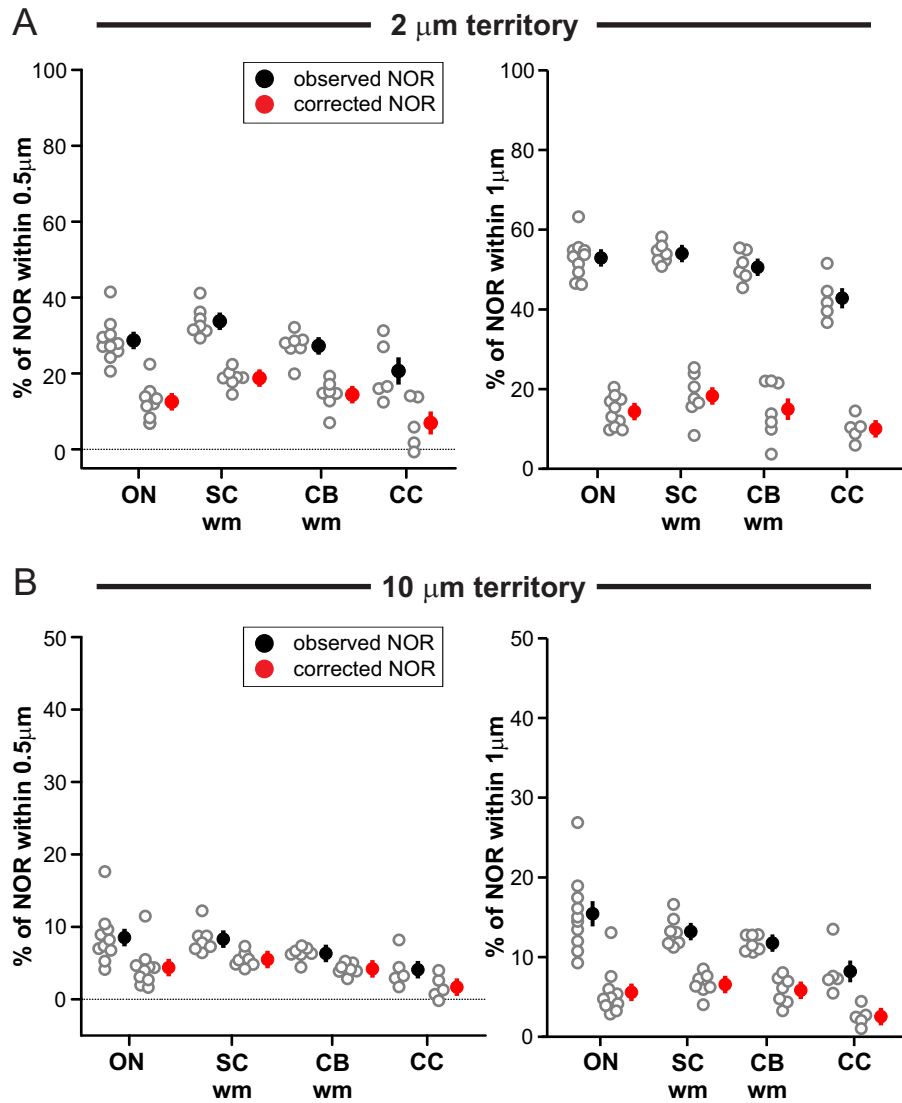 A
2 μm territory
% of NOR within 0.5μm
100
80
60
40
20
0
observed NOR
corrected NOR
ON
SC
wm
CB
wm
CC
% of NOR within 1μm
100
80
60
40
20
0
ON
SC
wm
CB
wm
CC
B
10 μm territory
% of NOR within 0.5μm
50
40
30
20
10
0
observed NOR
corrected NOR
ON
SC
wm
CB
wm
CC
% of NOR within 1μm
50
40
30
20
10
0
ON
SC
wm
CB
wm
CC